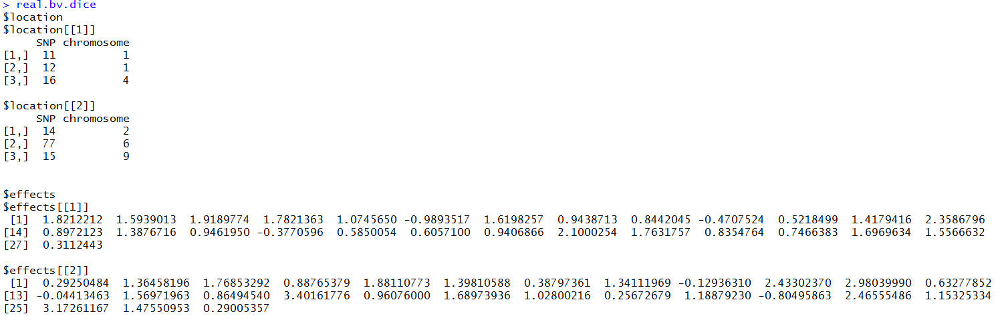 > real.bv.dice
$location
$location[[1]]
     SNP chromosome
[1,]  11          1
[2,]  12          1
[3,]  16          4

$location[[2]]
     SNP chromosome
[1,]  14          2
[2,]  77          6
[3,]  15          9


$effects
$effects[[1]]
 [1]  1.8212212  1.5939013  1.9189774  1.7821363  1.0745650 -0.9893517  1.6198257  0.9438713  0.8442045 -0.4707524  0.5218499  1.4179416  2.3586796
[14]  0.8972123  1.3876716  0.9461950 -0.3770596  0.5850054  0.6057100  0.9406866  2.1000254  1.7631757  0.8354764  0.7466383  1.6969634  1.5566632
[27]  0.3112443

$effects[[2]]
 [1]  0.29250484  1.36458196  1.76853292  0.88765379  1.88110773  1.39810588  0.38797361  1.34111969 -0.12936310  2.43302370  2.98039990  0.63277852
[13] -0.04413463  1.56971963  0.86494540  3.40161776  0.96076000  1.68973936  1.02800216  0.25672679  1.18879230 -0.80495863  2.46555486  1.15325334
[25]  3.17261167  1.47550953  0.29005357